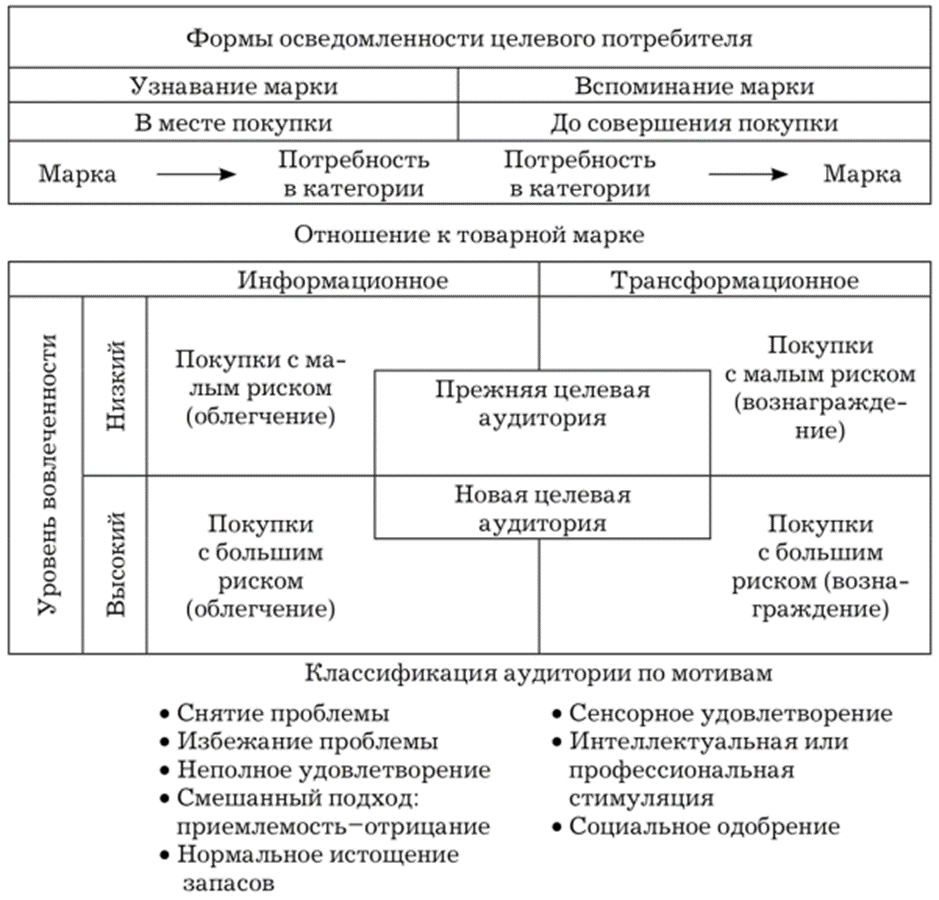 Формы осведомленности целевого потребителя
Узнавание марки
Вспоминание марки
В месте покупки
До совершения покупки
Марка
Потребность
в категории
Потребность
в категории
Марка
Отношение к товарной марке
Информационное
Трансформационное
Уровень вовлеченности
Низкий
Покупки с ма-
лым риском
(облегчение)
Прежняя целевая
аудитория
Покупки
с малым риском
(вознагражде-
ние)
Высокий
Покупки
с большим
риском
(облегчение)
Новая целевая
аудитория
Покупки
с большим
риском (возна-
граждение)
Классификация аудитории по мотивам
• Снятие проблемы
• Избежание проблемы
• Неполное удовлетворение
• Смешанный подход:
приемлемость–отрицание
• Нормальное истощение
запасов
• Сенсорное удовлетворение
• Интеллектуальная или
профессиональная
стимуляция
• Социальное одобрение